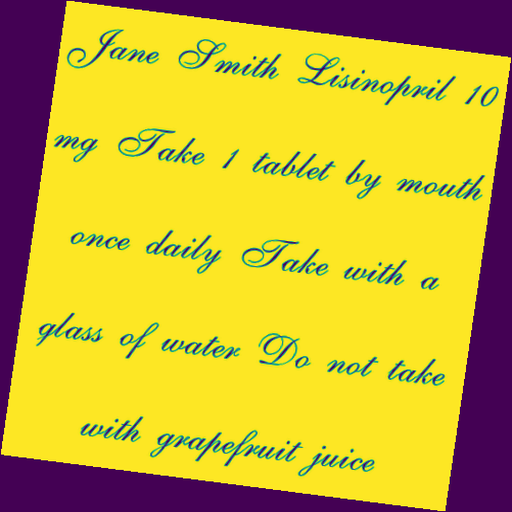 Jane Smith Lisinopril 10
mg Take 1 tablet by mouth
once daily Take with a
glass of water Do not take
with grapefruit juice